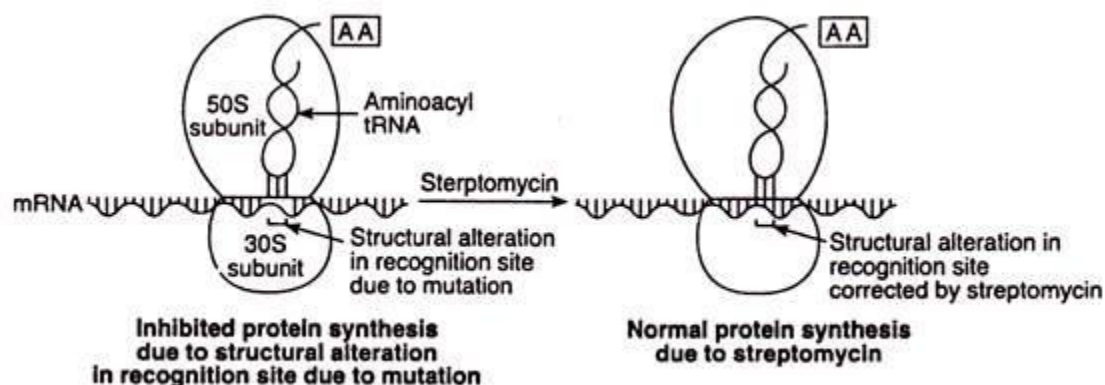 AA
50S
subunit
Aminoacyl
tRNA
mRNA
30S
subunit
Structural alteration
in recognition site
due to mutation
Inhibited protein synthesis
due to structural alteration
in recognition site due to mutation
Sterptomycin
AA
Structural alteration in
recognition site
corrected by streptomycin
Normal protein synthesis
due to streptomycin